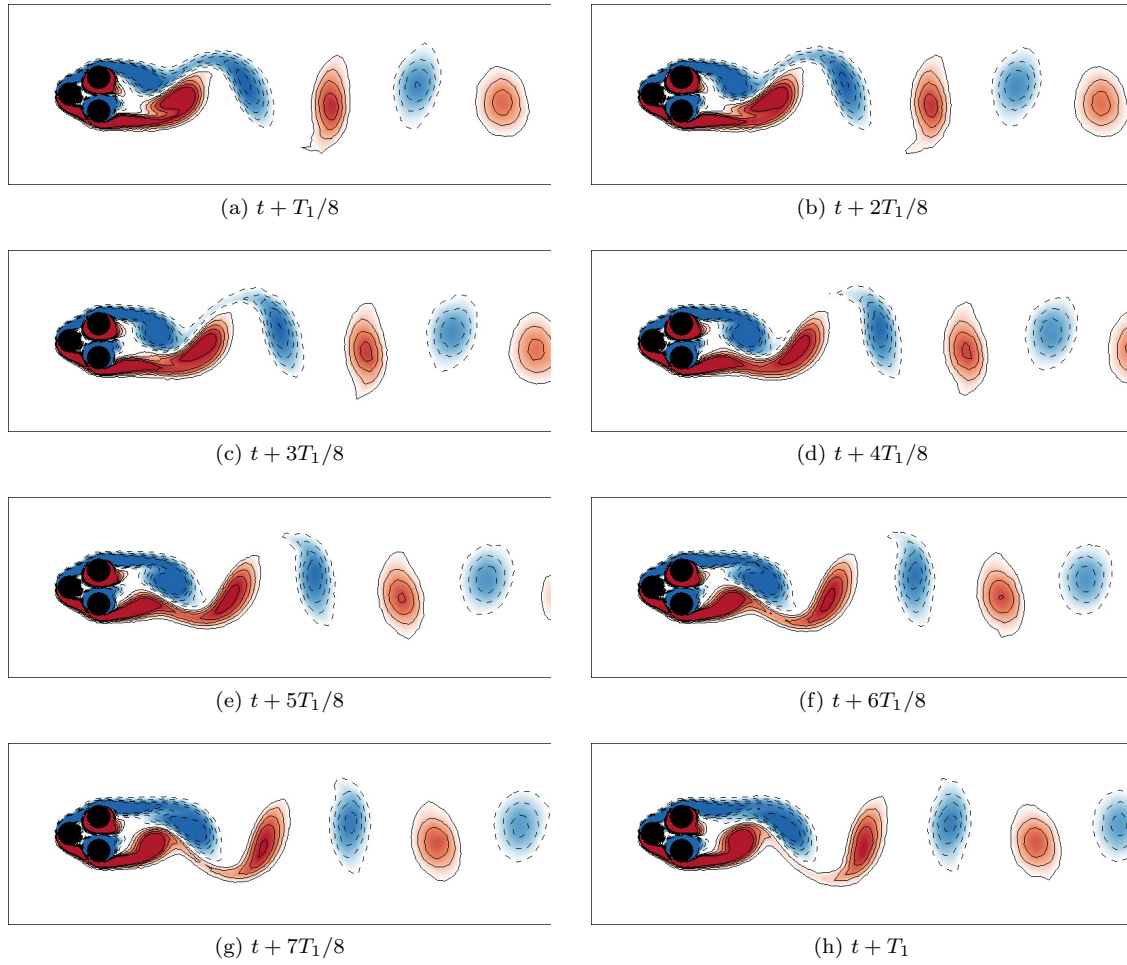 (a) t + T₁/8
(b) t + 2T₁/8
(c) t + 3T₁/8
(d) t + 4T₁/8
(e) t + 5T₁/8
(f) t + 6T₁/8
(g) t + 7T₁/8
(h) t + T₁